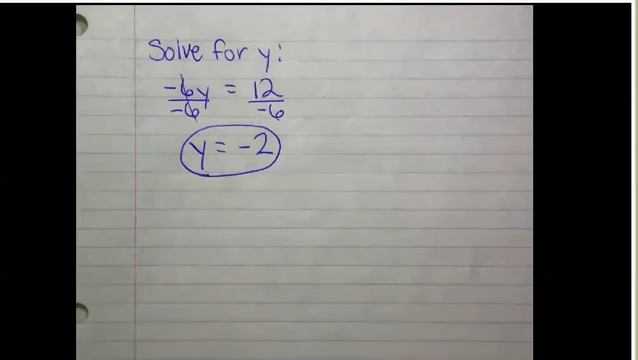 Solve for y:
-6y = 12
-6 -6
y = -2